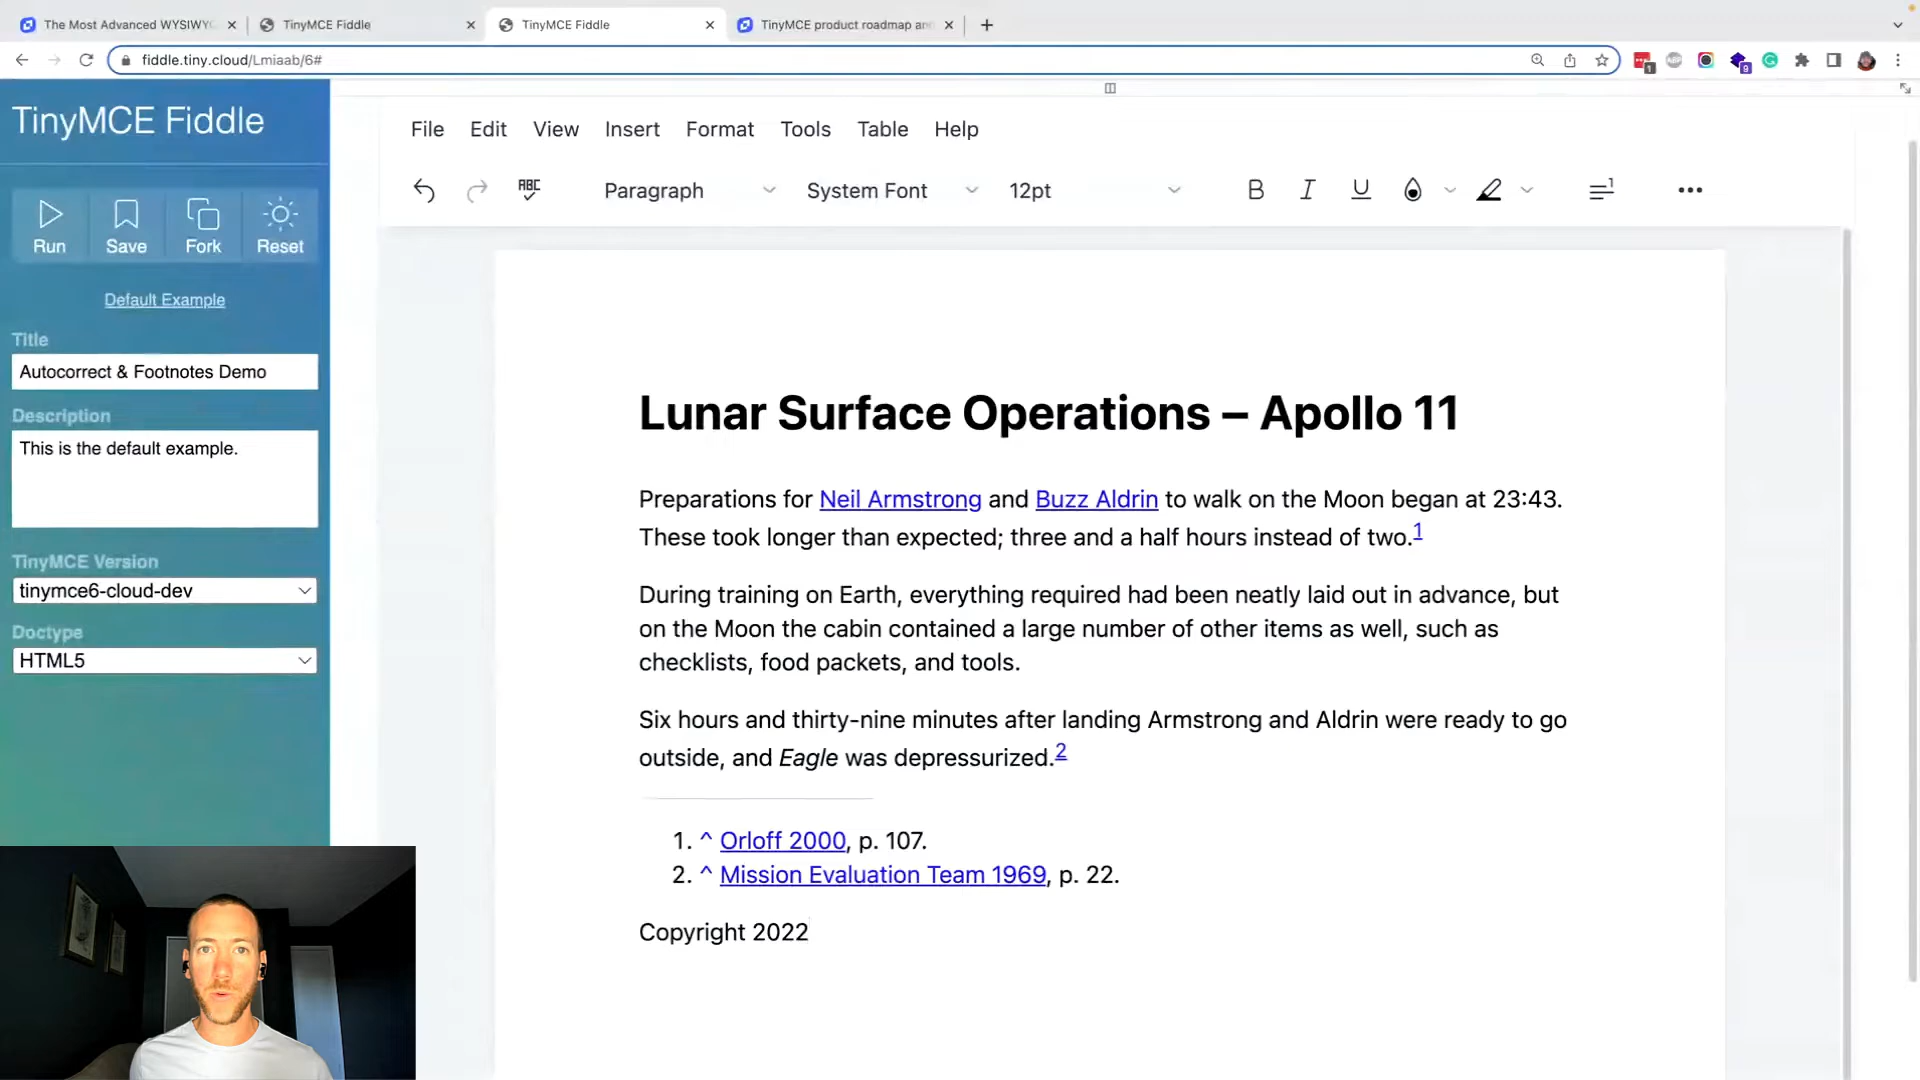 The Most Advanced WYSIWYG
TinyMCE Fiddle
TinyMCE Fiddle
TinyMCE product roadmap an
fiddle.tiny.cloud/Lmiaab/6#
1
ABP
9
TinyMCE Fiddle
Run
Save
Fork
Reset
Default Example
Title
Autocorrect & Footnotes Demo
Description
This is the default example.
TinyMCE Version
tinymce6-cloud-dev
Doctype
HTML5
File Edit View Insert Format Tools Table Help
ABC
Paragraph
System Font
12pt
B I U
Lunar Surface Operations – Apollo 11
Preparations for Neil Armstrong and Buzz Aldrin to walk on the Moon began at 23:43.
These took longer than expected; three and a half hours instead of two.1
During training on Earth, everything required had been neatly laid out in advance, but
on the Moon the cabin contained a large number of other items as well, such as
checklists, food packets, and tools.
Six hours and thirty-nine minutes after landing Armstrong and Aldrin were ready to go
outside, and Eagle was depressurized.2
1. ^ Orloff 2000, p. 107.
2. ^ Mission Evaluation Team 1969, p. 22.
Copyright 2022